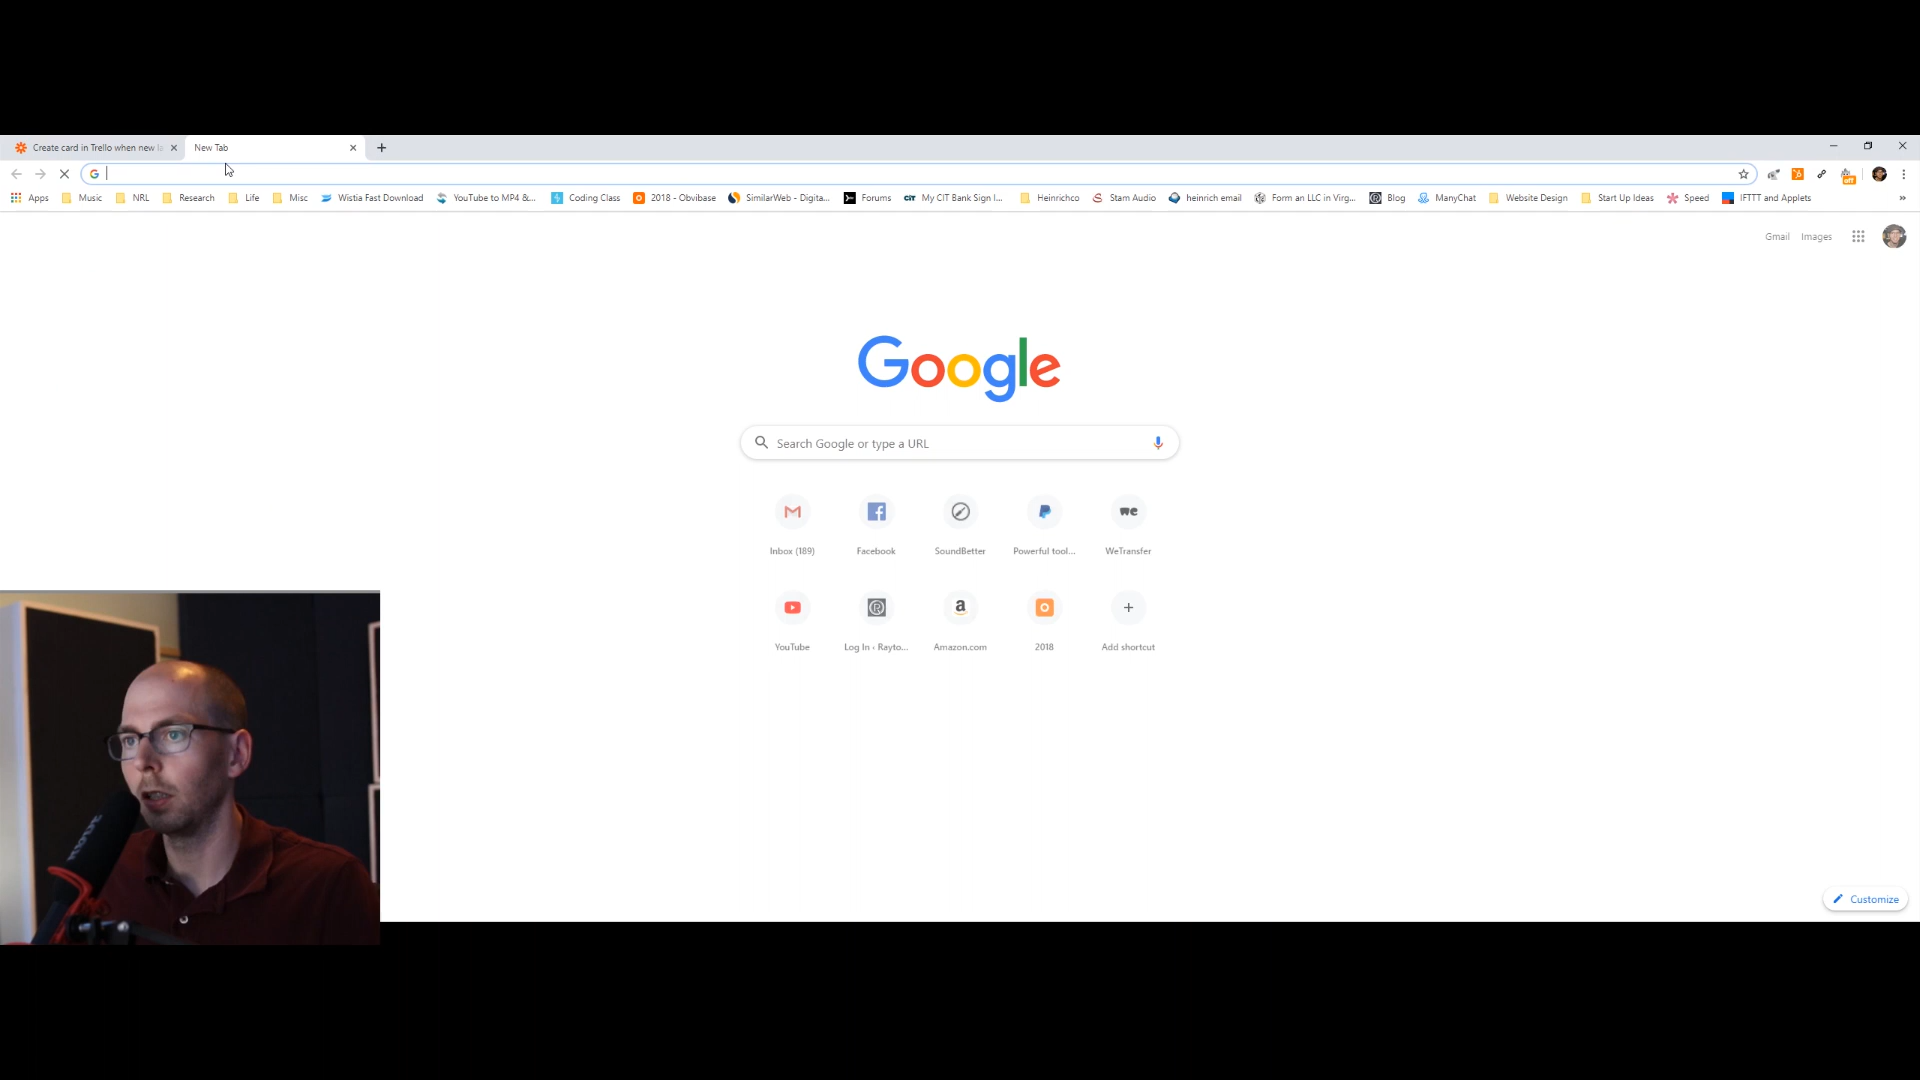 Create card in Trello when new la
New Tab
Apps Music NRL Research Life Misc Wistia Fast Download YouTube to MP4 &... Coding Class 2018 - Obvibase SimilarWeb - Digita... Forums CIT My CIT Bank Sign I... Heinrichco Stam Audio heinrich email Form an LLC in Virg... Blog ManyChat Website Design Start Up Ideas Speed IFTTT and Applets
Gmail Images
Google
Search Google or type a URL
Inbox (189) Facebook SoundBetter Powerful tool... WeTransfer
YouTube Log In ‹ Rayto... Amazon.com 2018 Add shortcut
RODE
Customize